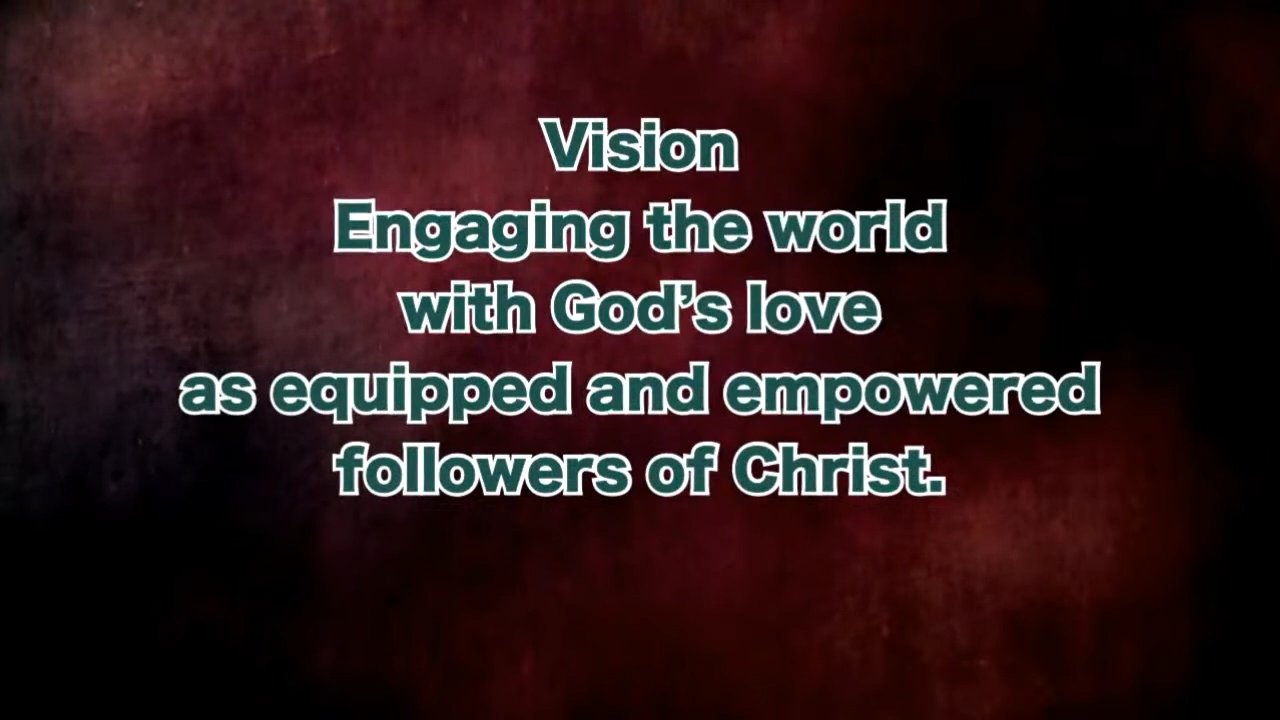 Vision
Engaging the world
with God’s love
as equipped and empowered
followers of Christ.